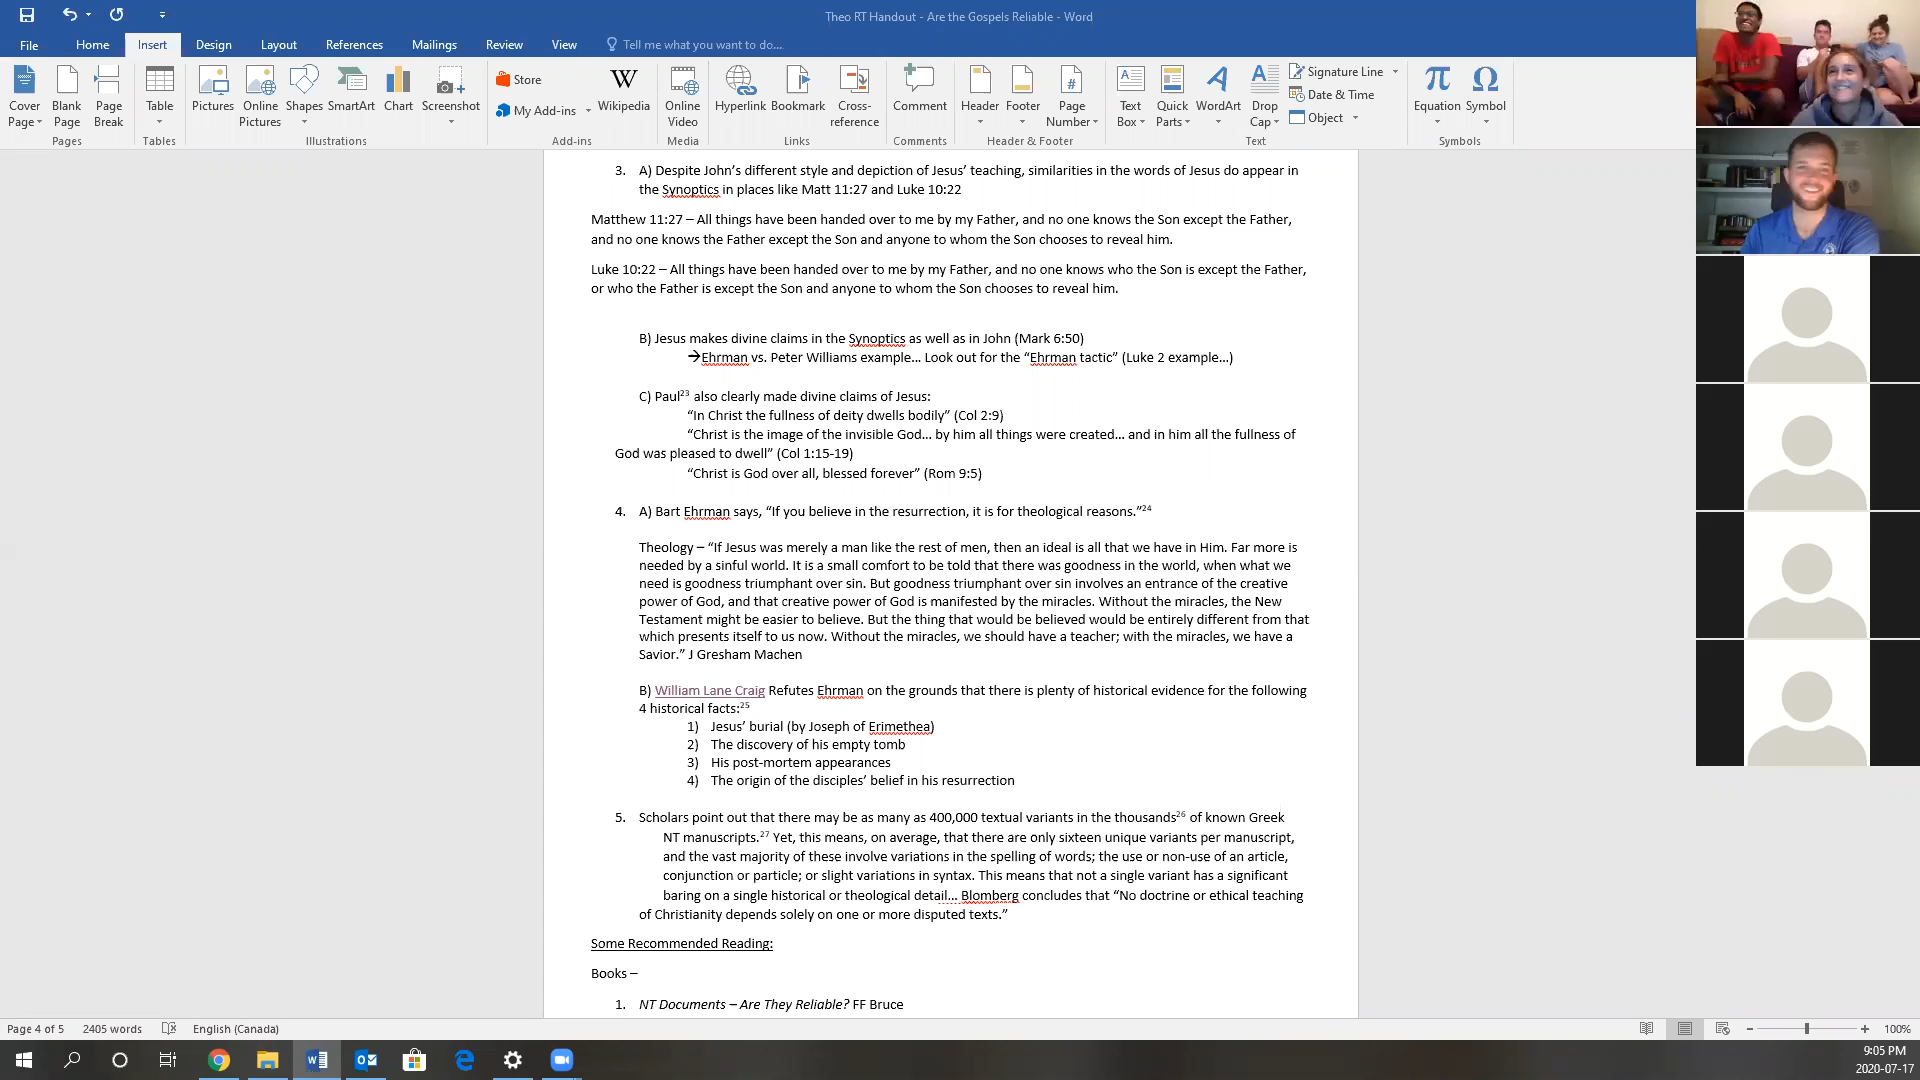 Theo RT Handout - Are the Gospels Reliable - Word
File Home Insert Design Layout References Mailings Review View Tell me what you want to do...
Cover Page
Blank Page
Page Break
Table
Pictures
Online Pictures
Shapes
SmartArt
Chart
Screenshot
Store
My Add-ins
Wikipedia
Online Video
Hyperlink
Bookmark
Cross-reference
Comment
Header
Footer
Page Number
Text Box
Quick Parts
WordArt
Drop Cap
Signature Line
Date & Time
Object
Equation
Symbol
Pages Tables Illustrations Add-ins Media Links Comments Header & Footer Text Symbols
3. A) Despite John’s different style and depiction of Jesus’ teaching, similarities in the words of Jesus do appear in
the Synoptics in places like Matt 11:27 and Luke 10:22
Matthew 11:27 – All things have been handed over to me by my Father, and no one knows the Son except the Father,
and no one knows the Father except the Son and anyone to whom the Son chooses to reveal him.
Luke 10:22 – All things have been handed over to me by my Father, and no one knows who the Son is except the Father,
or who the Father is except the Son and anyone to whom the Son chooses to reveal him.
B) Jesus makes divine claims in the Synoptics as well as in John (Mark 6:50)
→Ehrman vs. Peter Williams example... Look out for the “Ehrman tactic” (Luke 2 example...)
C) Paul23 also clearly made divine claims of Jesus:
“In Christ the fullness of deity dwells bodily” (Col 2:9)
“Christ is the image of the invisible God... by him all things were created... and in him all the fullness of
God was pleased to dwell” (Col 1:15-19)
“Christ is God over all, blessed forever” (Rom 9:5)
4. A) Bart Ehrman says, “If you believe in the resurrection, it is for theological reasons.”24
Theology – “If Jesus was merely a man like the rest of men, then an ideal is all that we have in Him. Far more is
needed by a sinful world. It is a small comfort to be told that there was goodness in the world, when what we
need is goodness triumphant over sin. But goodness triumphant over sin involves an entrance of the creative
power of God, and that creative power of God is manifested by the miracles. Without the miracles, the New
Testament might be easier to believe. But the thing that would be believed would be entirely different from that
which presents itself to us now. Without the miracles, we should have a teacher; with the miracles, we have a
Savior.” J Gresham Machen
B) William Lane Craig Refutes Ehrman on the grounds that there is plenty of historical evidence for the following
4 historical facts:25
1) Jesus’ burial (by Joseph of Erimethea)
2) The discovery of his empty tomb
3) His post-mortem appearances
4) The origin of the disciples’ belief in his resurrection
5. Scholars point out that there may be as many as 400,000 textual variants in the thousands26 of known Greek
NT manuscripts.27 Yet, this means, on average, that there are only sixteen unique variants per manuscript,
and the vast majority of these involve variations in the spelling of words; the use or non-use of an article,
conjunction or particle; or slight variations in syntax. This means that not a single variant has a significant
baring on a single historical or theological detail... Blomberg concludes that “No doctrine or ethical teaching
of Christianity depends solely on one or more disputed texts.”
Some Recommended Reading:
Books –
1. NT Documents – Are They Reliable? FF Bruce
Page 4 of 5 2405 words English (Canada) 100%
9:05 PM
2020-07-17